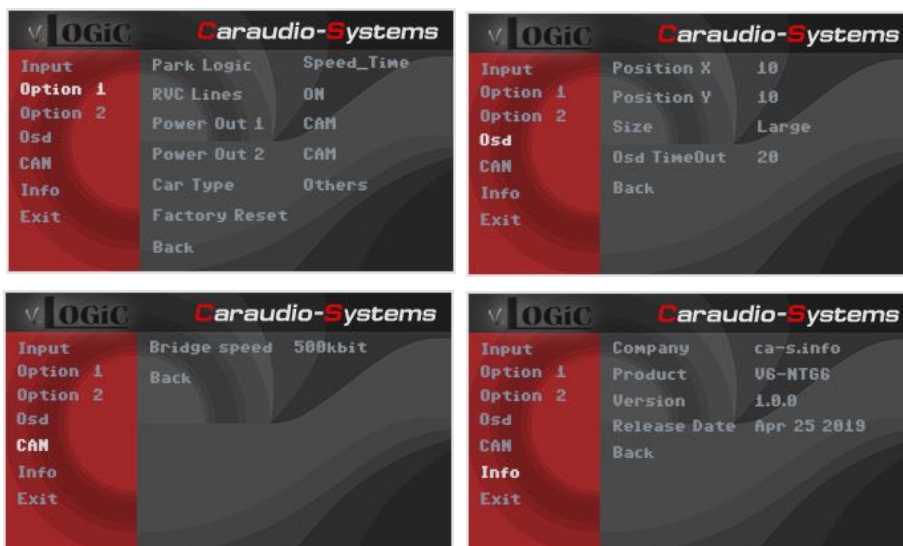 v.LOGiC Caraudio-Systems
Input
Option 1
Option 2
Osd
CAN
Info
Exit
Park Logic Speed_Time
RVC Lines ON
Power Out 1 CAM
Power Out 2 CAM
Car Type Others
Factory Reset
Back
v.LOGiC Caraudio-Systems
Input
Option 1
Option 2
Osd
CAN
Info
Exit
Position X 10
Position Y 10
Size Large
Osd TimeOut 20
Back
v.LOGiC Caraudio-Systems
Input
Option 1
Option 2
Osd
CAN
Info
Exit
Bridge speed 500kbit
Back
v.LOGiC Caraudio-Systems
Input
Option 1
Option 2
Osd
CAN
Info
Exit
Company ca-s.info
Product V6-NTG6
Version 1.0.0
Release Date Apr 25 2019
Back